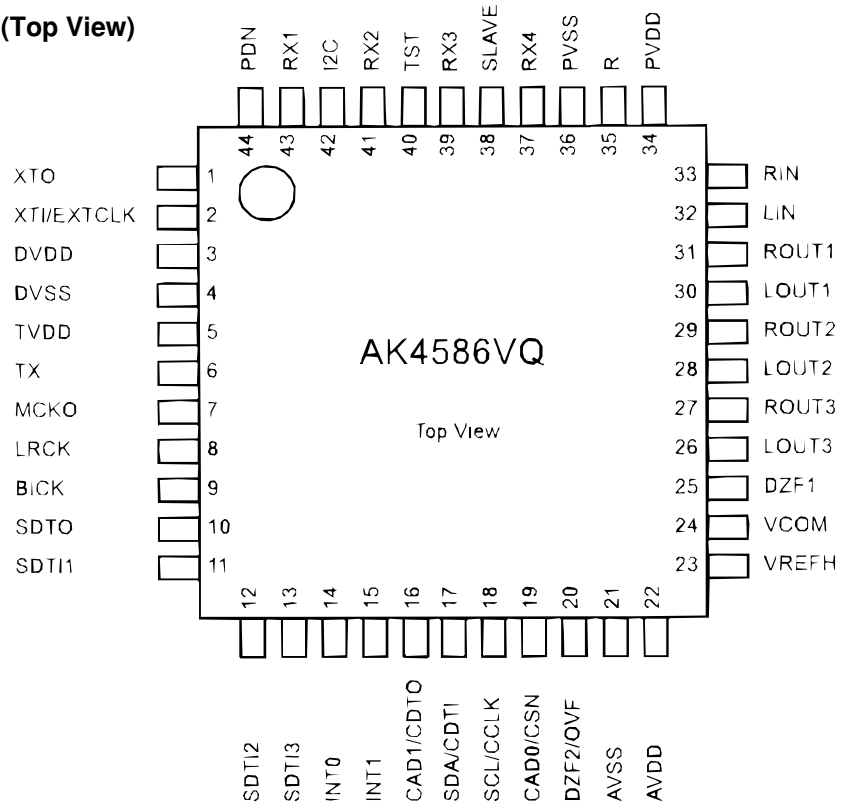 (Top View)
PDN RX1 I2C RX2 TST RX3 SLAVE RX4 PVSS R PVDD
44 43 42 41 40 39 38 37 36 35 34
XTO 1
XTI/EXTCLK 2
DVDD 3
DVSS 4
TVDD 5
TX 6
MCKO 7
LRCK 8
BICK 9
SDTO 10
SDTI1 11
AK4586VQ
Top View
33 RIN
32 LIN
31 ROUT1
30 LOUT1
29 ROUT2
28 LOUT2
27 ROUT3
26 LOUT3
25 DZF1
24 VCOM
23 VREFH
12 13 14 15 16 17 18 19 20 21 22
SDTI2 SDTI3 INT0 INT1 CAD1/CDTO SDA/CDTI SCL/CCLK CAD0/CSN DZF2/OVF AVSS AVDD